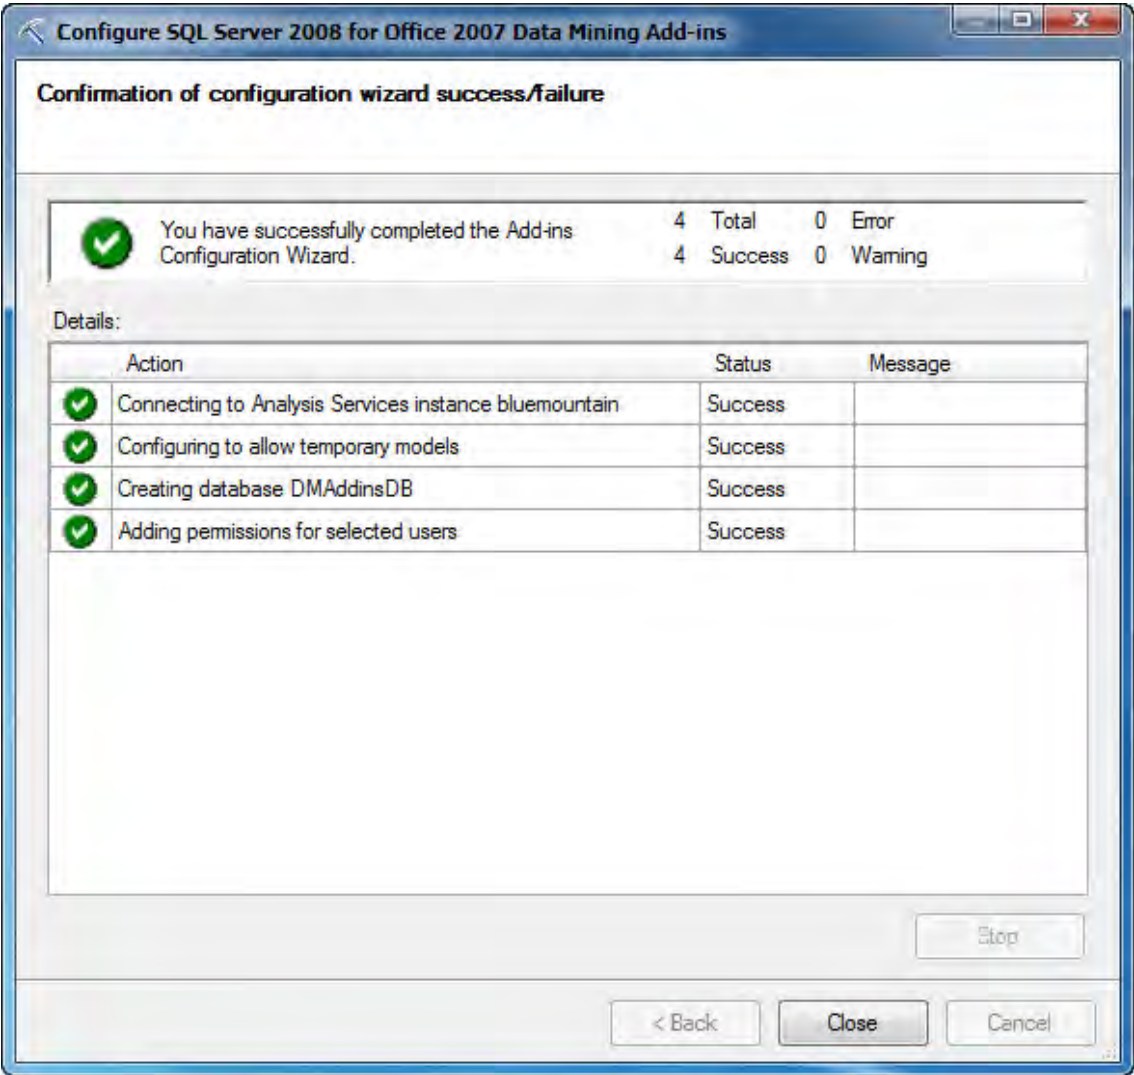 Configure SQL Server 2008 for Office 2007 Data Mining Add-ins
Confirmation of configuration wizard success/failure
You have successfully completed the Add-ins
Configuration Wizard.
4 Total 0 Error
4 Success 0 Warning
Details:
Action Status Message
Connecting to Analysis Services instance bluemountain Success
Configuring to allow temporary models Success
Creating database DMAddinsDB Success
Adding permissions for selected users Success
Stop
< Back Close Cancel